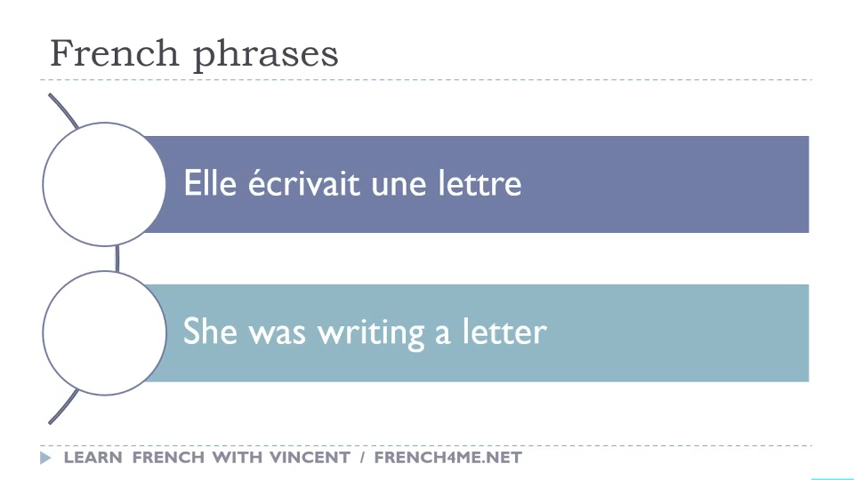 French phrases
Elle écrivait une lettre
She was writing a letter
LEARN FRENCH WITH VINCENT / FRENCH4ME.NET